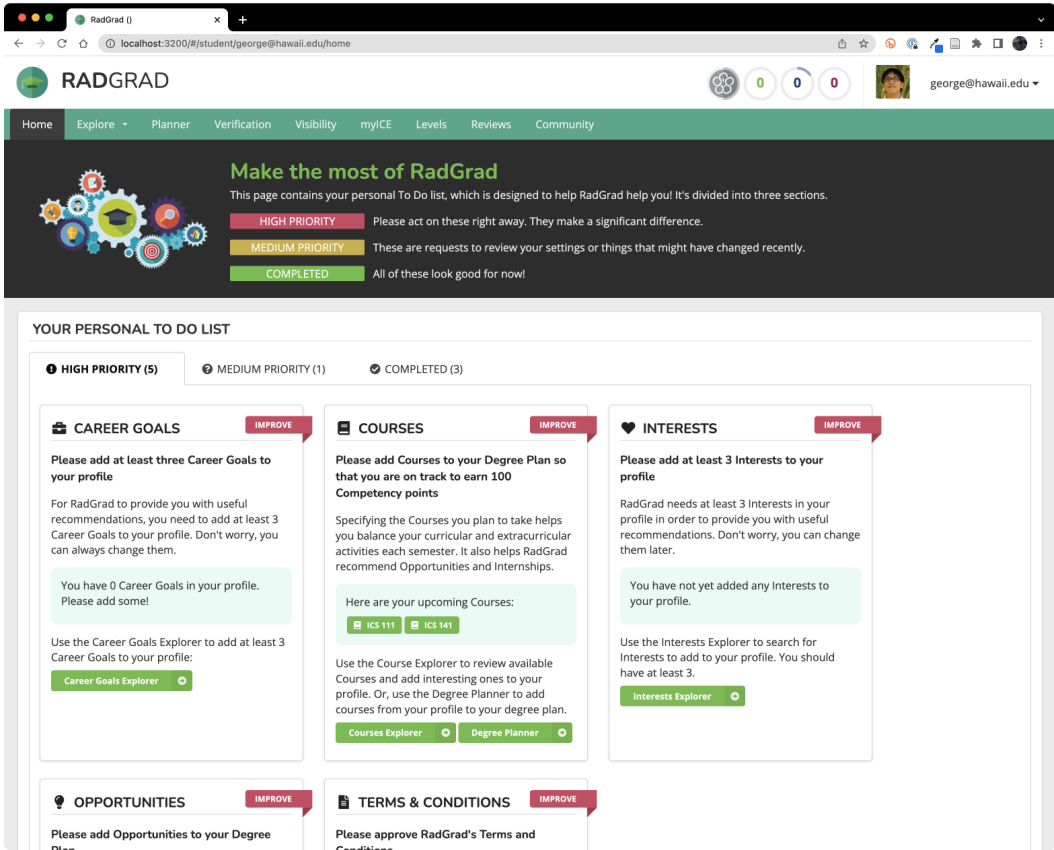 RadGrad ()
localhost:3200/#/student/george@hawaii.edu/home
RADGRAD
0
0
0
george@hawaii.edu
Home
Explore
Planner
Verification
Visibility
myICE
Levels
Reviews
Community
Make the most of RadGrad
This page contains your personal To Do list, which is designed to help RadGrad help you! It's divided into three sections.
HIGH PRIORITY
Please act on these right away. They make a significant difference.
MEDIUM PRIORITY
These are requests to review your settings or things that might have changed recently.
COMPLETED
All of these look good for now!
YOUR PERSONAL TO DO LIST
HIGH PRIORITY (5)
MEDIUM PRIORITY (1)
COMPLETED (3)
CAREER GOALS
IMPROVE
Please add at least three Career Goals to
your profile
For RadGrad to provide you with useful
recommendations, you need to add at least 3
Career Goals to your profile. Don't worry, you
can always change them.
You have 0 Career Goals in your profile.
Please add some!
Use the Career Goals Explorer to add at least 3
Career Goals to your profile:
Career Goals Explorer
COURSES
IMPROVE
Please add Courses to your Degree Plan so
that you are on track to earn 100
Competency points
Specifying the Courses you plan to take helps
you balance your curricular and extracurricular
activities each semester. It also helps RadGrad
recommend Opportunities and Internships.
Here are your upcoming Courses:
ICS 111
ICS 141
Use the Course Explorer to review available
Courses and add interesting ones to your
profile. Or, use the Degree Planner to add
courses from your profile to your degree plan.
Courses Explorer
Degree Planner
INTERESTS
IMPROVE
Please add at least 3 Interests to your
profile
RadGrad needs at least 3 Interests in your
profile in order to provide you with useful
recommendations. Don't worry, you can change
them later.
You have not yet added any Interests to
your profile.
Use the Interests Explorer to search for
Interests to add to your profile. You should
have at least 3.
Interests Explorer
OPPORTUNITIES
IMPROVE
Please add Opportunities to your Degree
Plan
TERMS & CONDITIONS
IMPROVE
Please approve RadGrad's Terms and
Conditions